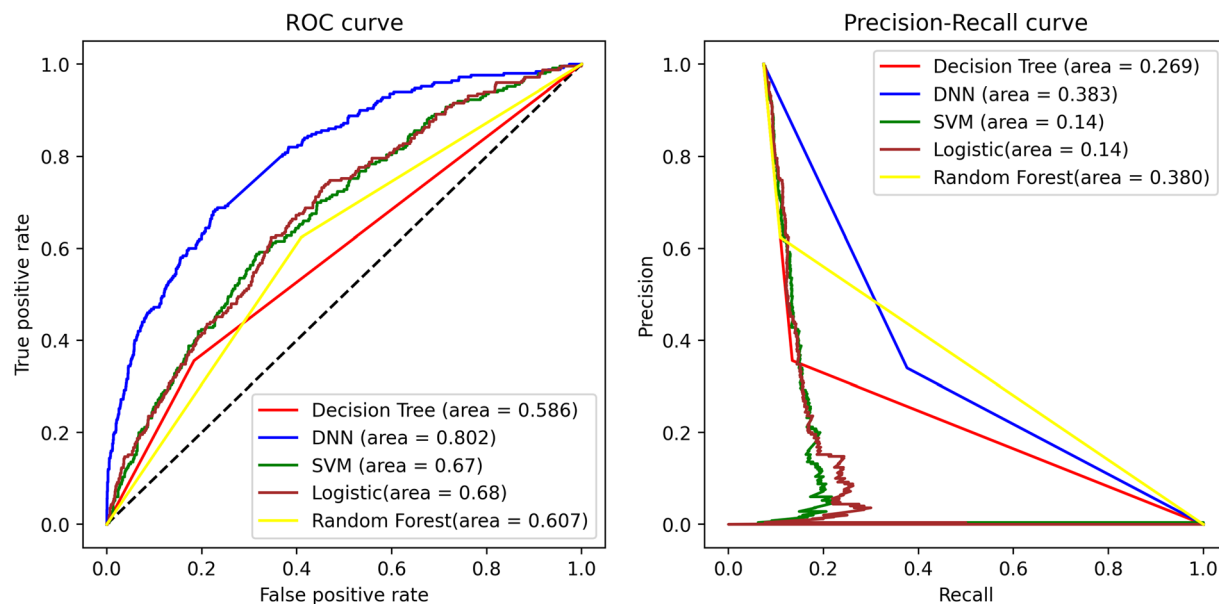 ROC curve
True positive rate
1.0
0.8
0.6
0.4
0.2
0.0
Decision Tree (area = 0.586)
DNN (area = 0.802)
SVM (area = 0.67)
Logistic(area = 0.68)
Random Forest(area = 0.607)
0.0 0.2 0.4 0.6 0.8 1.0
False positive rate
Precision-Recall curve
Precision
1.0
0.8
0.6
0.4
0.2
0.0
Decision Tree (area = 0.269)
DNN (area = 0.383)
SVM (area = 0.14)
Logistic(area = 0.14)
Random Forest(area = 0.380)
0.0 0.2 0.4 0.6 0.8 1.0
Recall